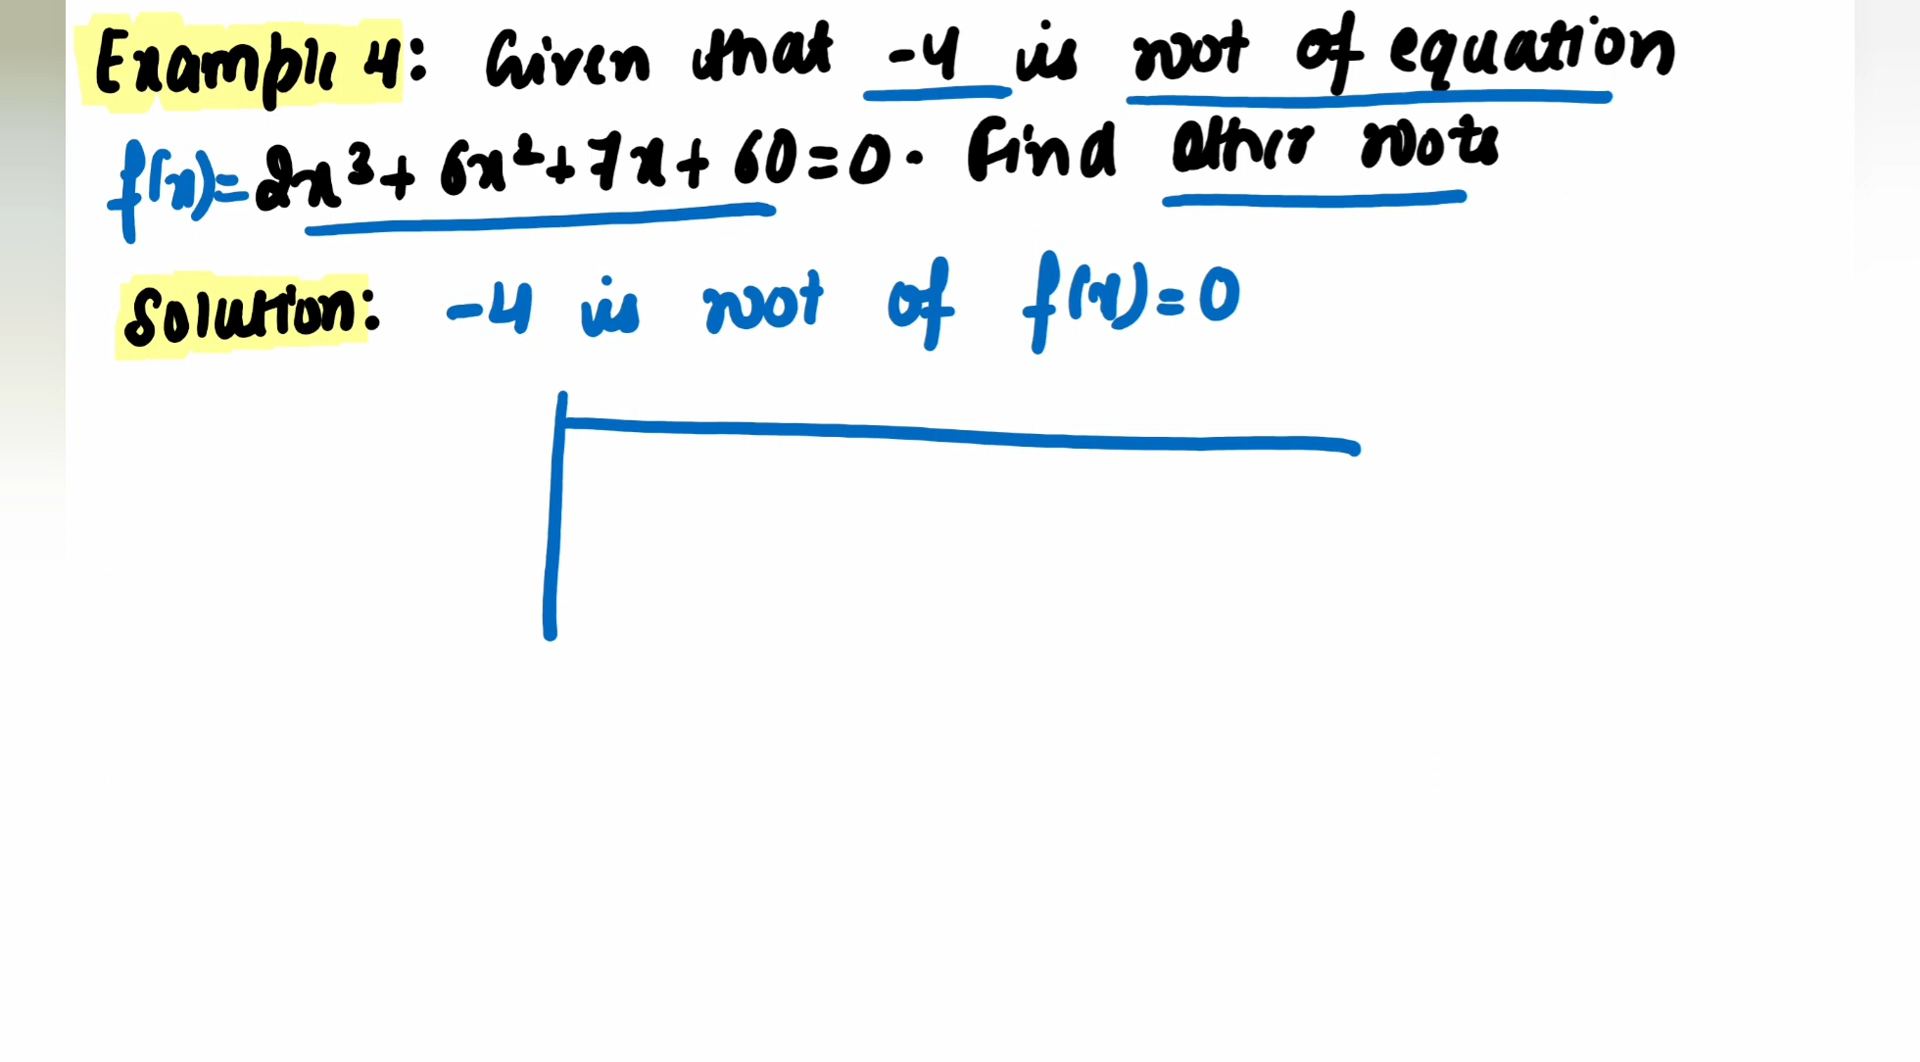 Example 4: Given that -4 is root of equation
f(x)= 2x³ + 6x² + 7x + 60 = 0. Find other roots
Solution: -4 is root of f(x)=0